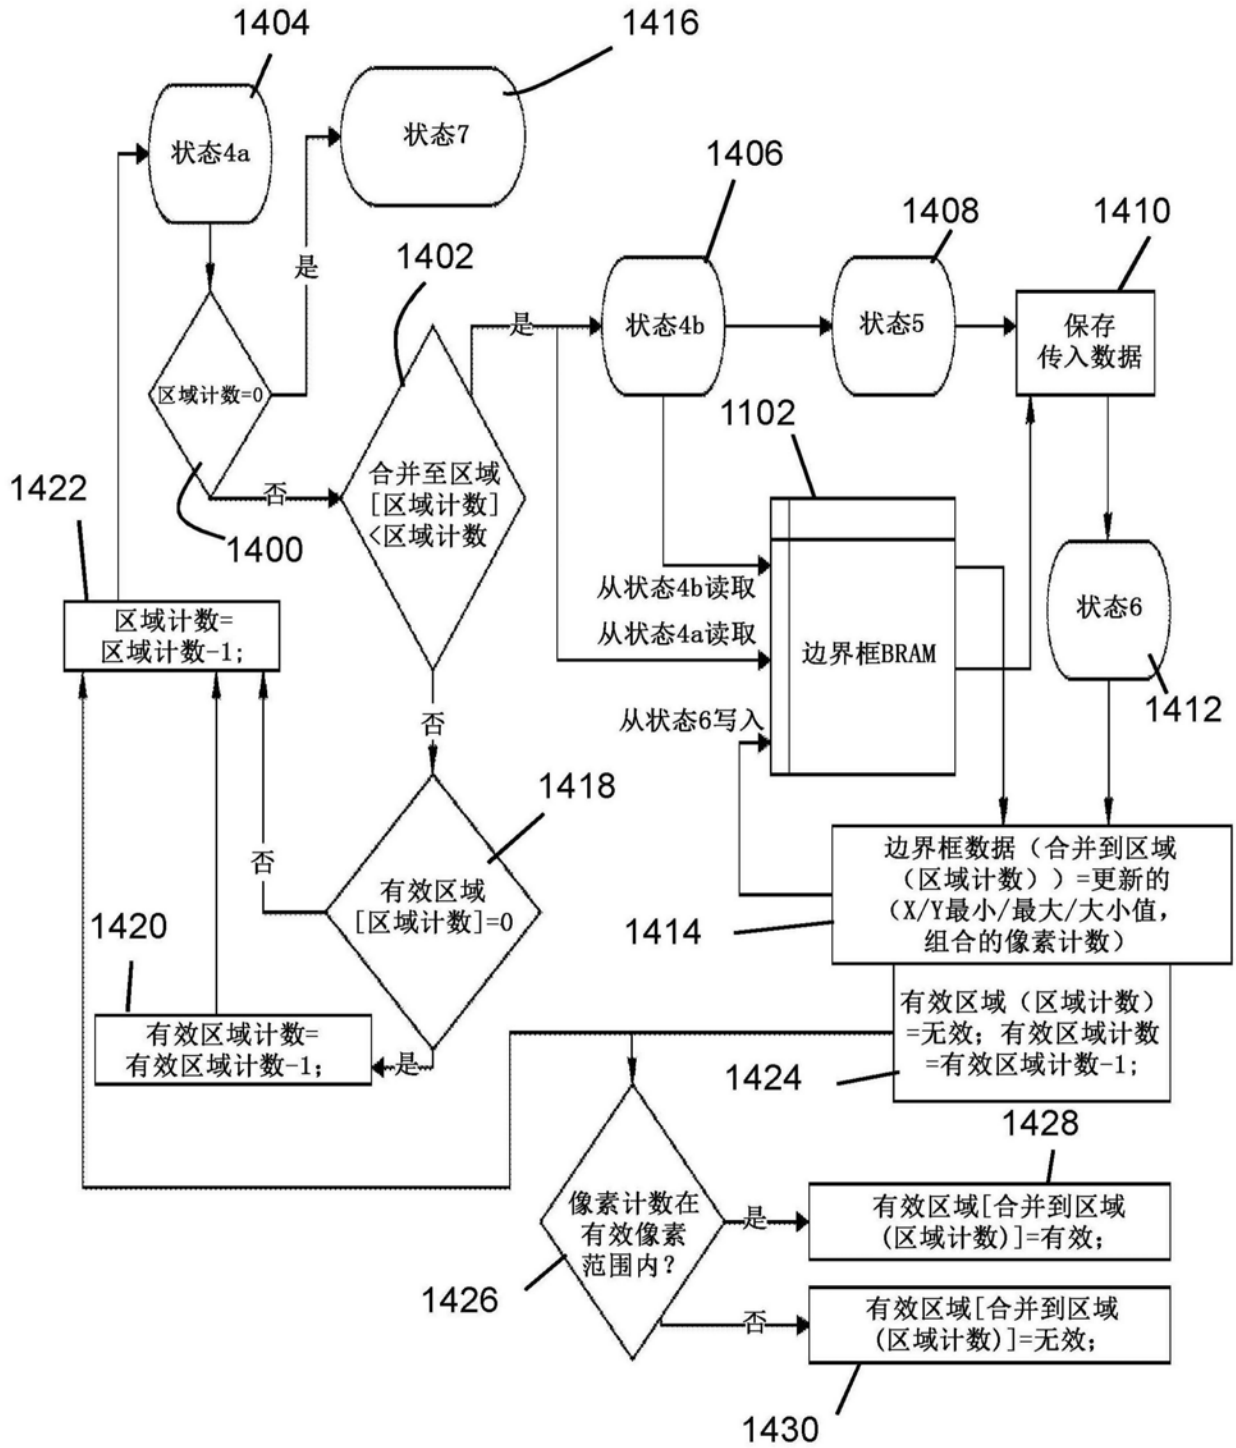 1404
1416
状态4a
状态7
1406
1408
1410
是
1402
状态4b
状态5
保存
传入数据
是
区域计数=0
1102
合并至区域
[区域计数]
<区域计数
否
1422
1400
从状态4b读取
从状态4a读取
边界框BRAM
从状态6写入
状态6
1412
区域计数=
区域计数-1;
否
1418
否
有效区域
[区域计数]=0
1420
有效区域计数=
有效区域计数-1;
是
边界框数据（合并到区域
（区域计数））=更新的
（X/Y最小/最大/大小值，
组合的像素计数）
1414
有效区域（区域计数）
=无效；有效区域计数
=有效区域计数-1;
1424
1428
像素计数在
有效像素
范围内?
是
有效区域[合并到区域
(区域计数)]=有效;
1426
否
有效区域[合并到区域
(区域计数)]=无效;
1430